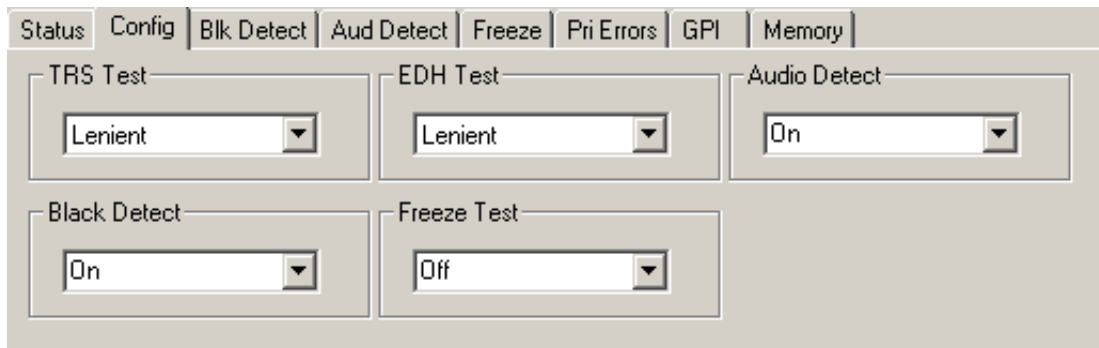 Status Config Blk Detect Aud Detect Freeze Pri Errors GPI Memory
TRS Test EDH Test Audio Detect
Lenient Lenient On
Black Detect Freeze Test
On Off